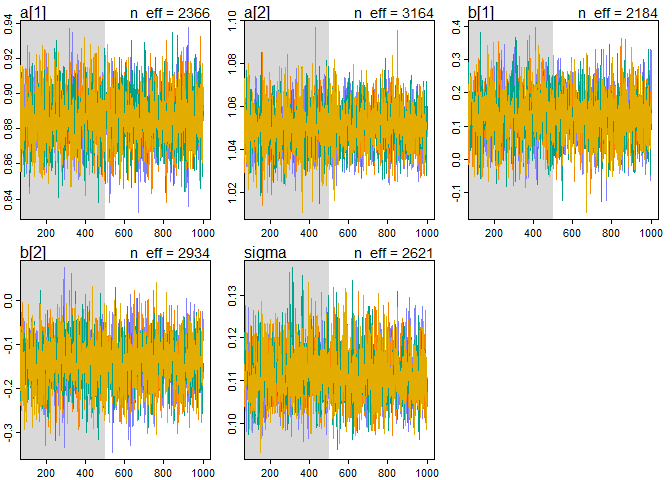 a[1] n_eff = 2366
0.84 0.86 0.88 0.90 0.92 0.94
200 400 600 800 1000
a[2] n_eff = 3164
1.02 1.04 1.06 1.08 1.10
200 400 600 800 1000
b[1] n_eff = 2184
-0.1 0.0 0.1 0.2 0.3 0.4
200 400 600 800 1000
b[2] n_eff = 2934
-0.3 -0.2 -0.1 0.0
200 400 600 800 1000
sigma n_eff = 2621
0.10 0.11 0.12 0.13
200 400 600 800 1000